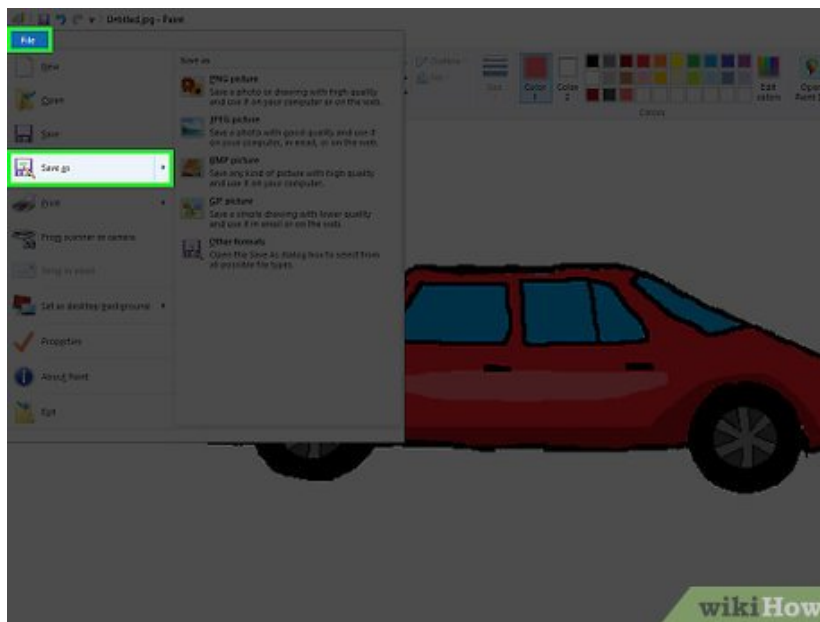 Untitled.jpg - Paint
File
New
Open
Save
Save as
Print
From scanner or camera
Send in email
Set as desktop background
Properties
About Paint
Exit
Save as
PNG picture
Save a photo or drawing with high quality
and use it on your computer or on the web.
JPEG picture
Save a photo with good quality and use it
on your computer, in email, or on the web.
BMP picture
Save any kind of picture with high quality
and use it on your computer.
GIF picture
Save a simple drawing with lower quality
and use it in email or on the web.
Other formats
Open the Save As dialog box to select from
all possible file types.
Outline
Fill
Size
Color
1
Color
2
Edit
colors
Colors
wikiHow